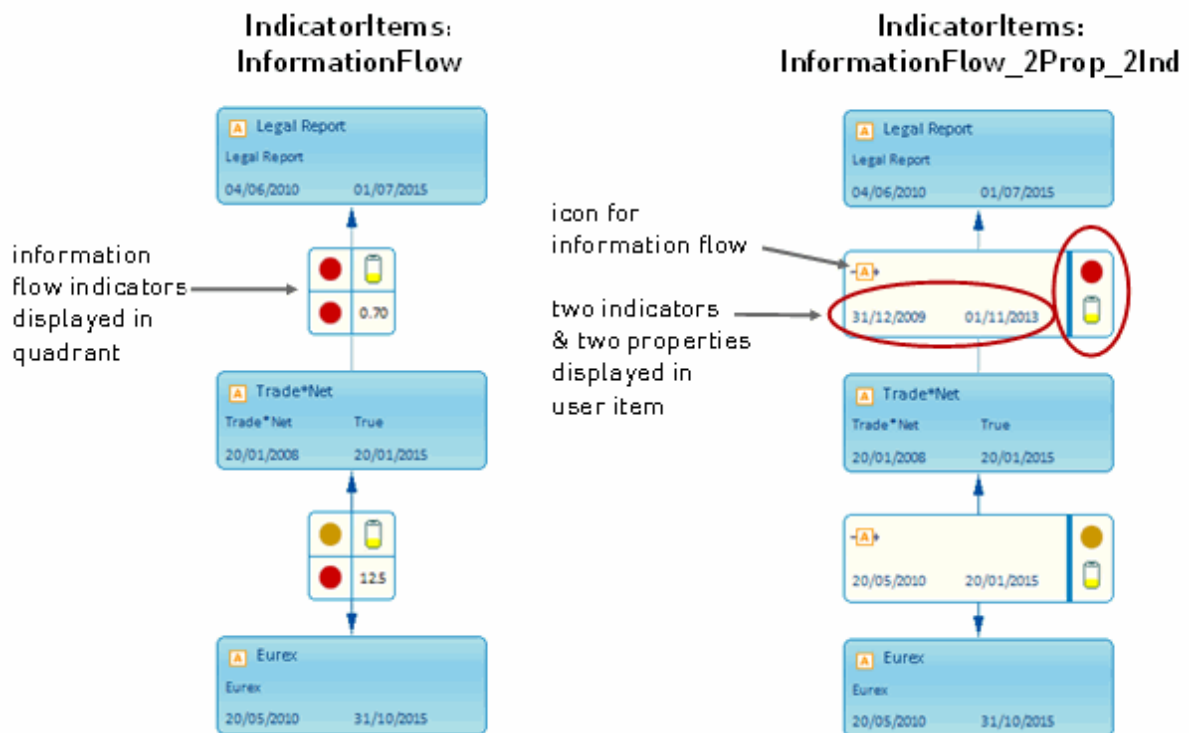 IndicatorItems:
InformationFlow
A Legal Report
Legal Report
04/06/2010 01/07/2015
information
flow indicators
displayed in
quadrant
0.70
A Trade*Net
Trade*Net True
20/01/2008 20/01/2015
12.5
A Eurex
Eurex
20/05/2010 31/10/2015
IndicatorItems:
InformationFlow_2Prop_2Ind
A Legal Report
Legal Report
04/06/2010 01/07/2015
icon for
information flow
A
two indicators
& two properties
displayed in
user item
31/12/2009 01/11/2013
A Trade*Net
Trade*Net True
20/01/2008 20/01/2015
A
20/05/2010 20/01/2015
A Eurex
Eurex
20/05/2010 31/10/2015